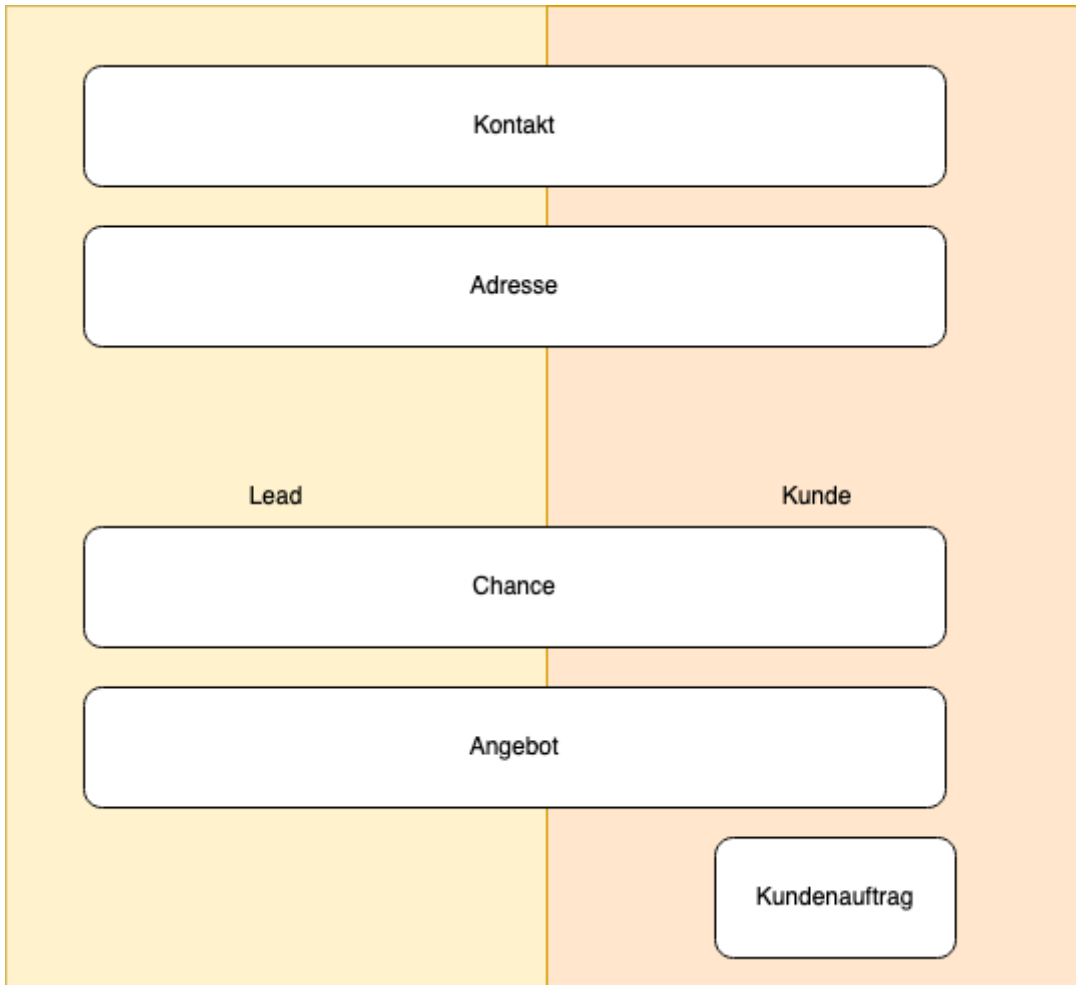 Kontakt
Adresse
Lead
Kunde
Chance
Angebot
Kundenauftrag